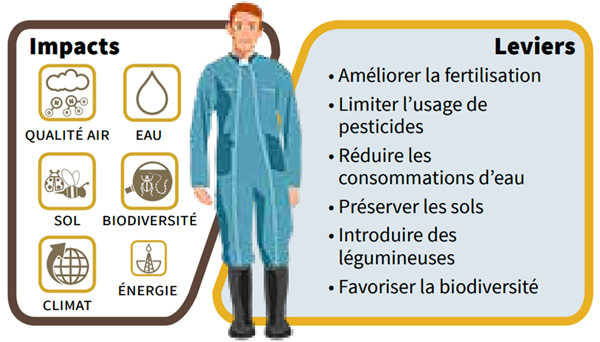 Impacts
QUALITÉ AIR
EAU
SOL
BIODIVERSITÉ
CLIMAT
ÉNERGIE
Leviers
• Améliorer la fertilisation
• Limiter l'usage de
pesticides
• Réduire les
consommations d'eau
• Préserver les sols
• Introduire des
légumineuses
• Favoriser la biodiversité